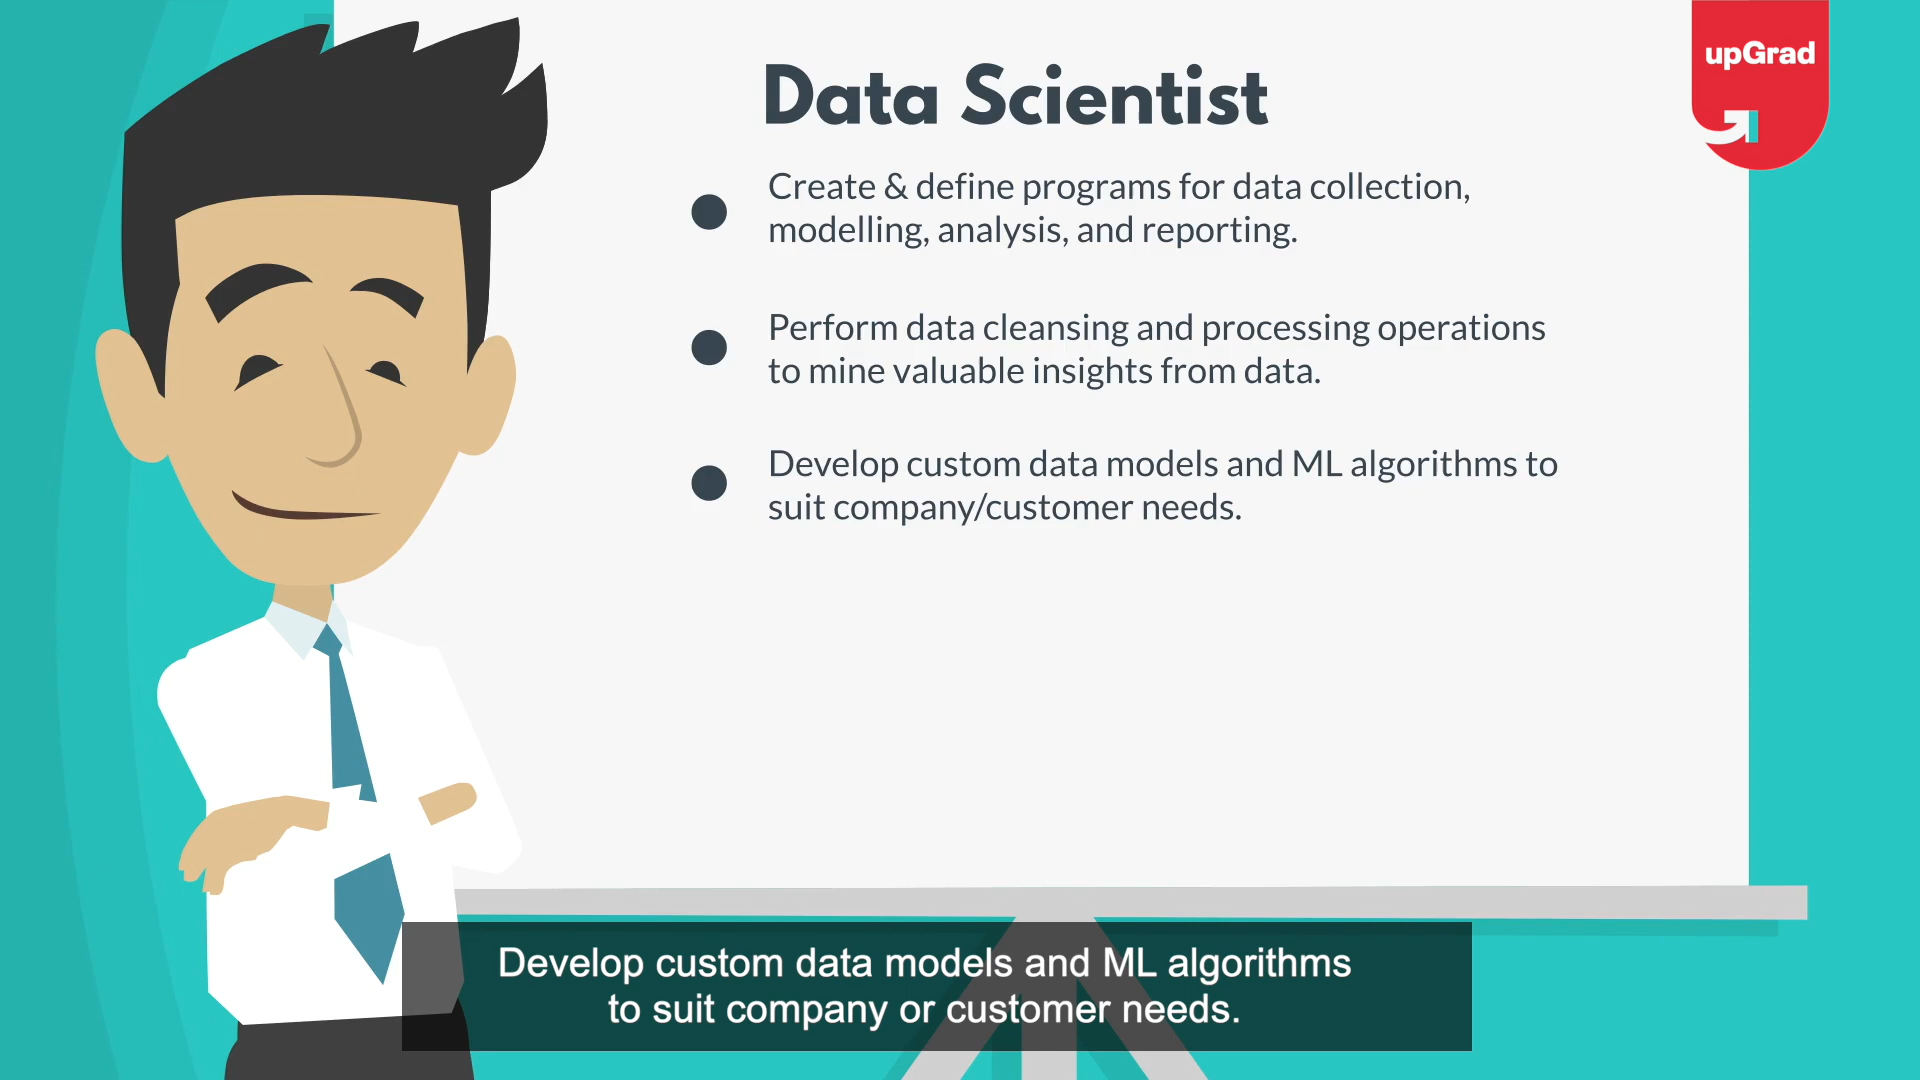 Data Scientist
upGrad
Create & define programs for data collection,
modelling, analysis, and reporting.
Perform data cleansing and processing operations
to mine valuable insights from data.
Develop custom data models and ML algorithms to
suit company/customer needs.
Develop custom data models and ML algorithms
to suit company or customer needs.